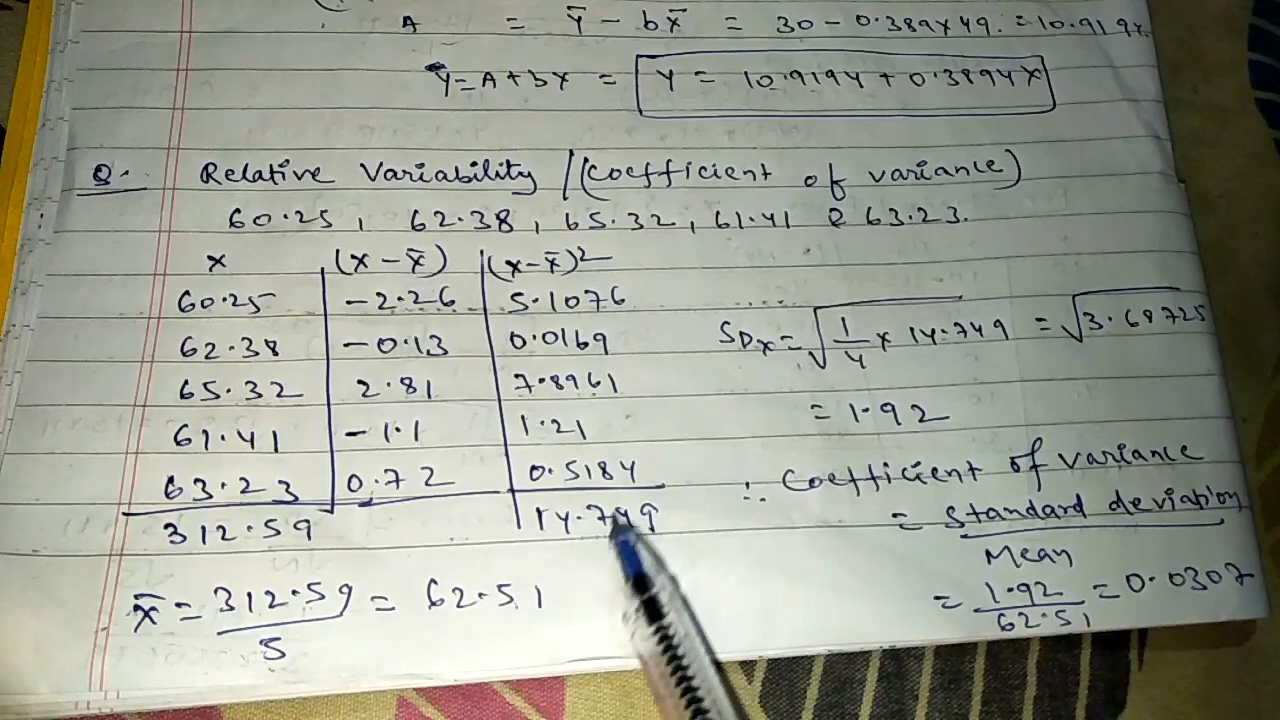 A = Ȳ - bx̄ = 30 - 0.389x49. = 10.919x.
Y = A + bx = Y = 10.9194 + 0.3894x
Q. Relative Variability / (Coefficient of variance)
60.25, 62.38, 65.32, 61.41 & 63.23.
x (x - x̄) (x - x̄)²
60.25 -2.26 5.1076
62.38 -0.13 0.0169
65.32 2.81 7.8961
61.41 -1.1 1.21
63.23 0.72 0.5184
312.59 14.749
x̄ = 312.59/5 = 62.51
SDx = √1/4 x 14.749 = √3.68725
= 1.92
∴ Coefficient of variance
= Standard deviation / Mean
= 1.92/62.51 = 0.0307